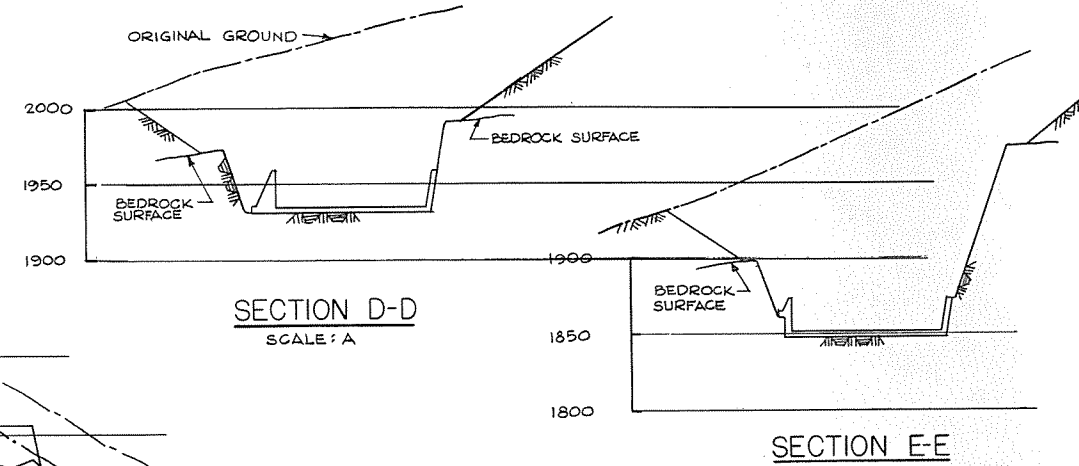 ORIGINAL GROUND
2000
BEDROCK SURFACE
1950
BEDROCK
SURFACE
1900
SECTION D-D
SCALE: A
1900
BEDROCK
SURFACE
1850
1800
SECTION E-E